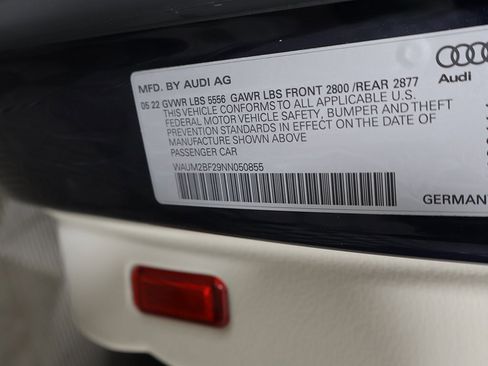 MFD. BY AUDI AG
05 22 GVWR LBS 5556 GAWR LBS FRONT 2800 /REAR 2877
THIS VEHICLE CONFORMS TO ALL APPLICABLE U.S.
FEDERAL MOTOR VEHICLE SAFETY, BUMPER AND THEFT
PREVENTION STANDARDS IN EFFECT ON THE DATE OF
MANUFACTURE SHOWN ABOVE
PASSENGER CAR
WAUM2BF29NN050855
Audi
GERMANY